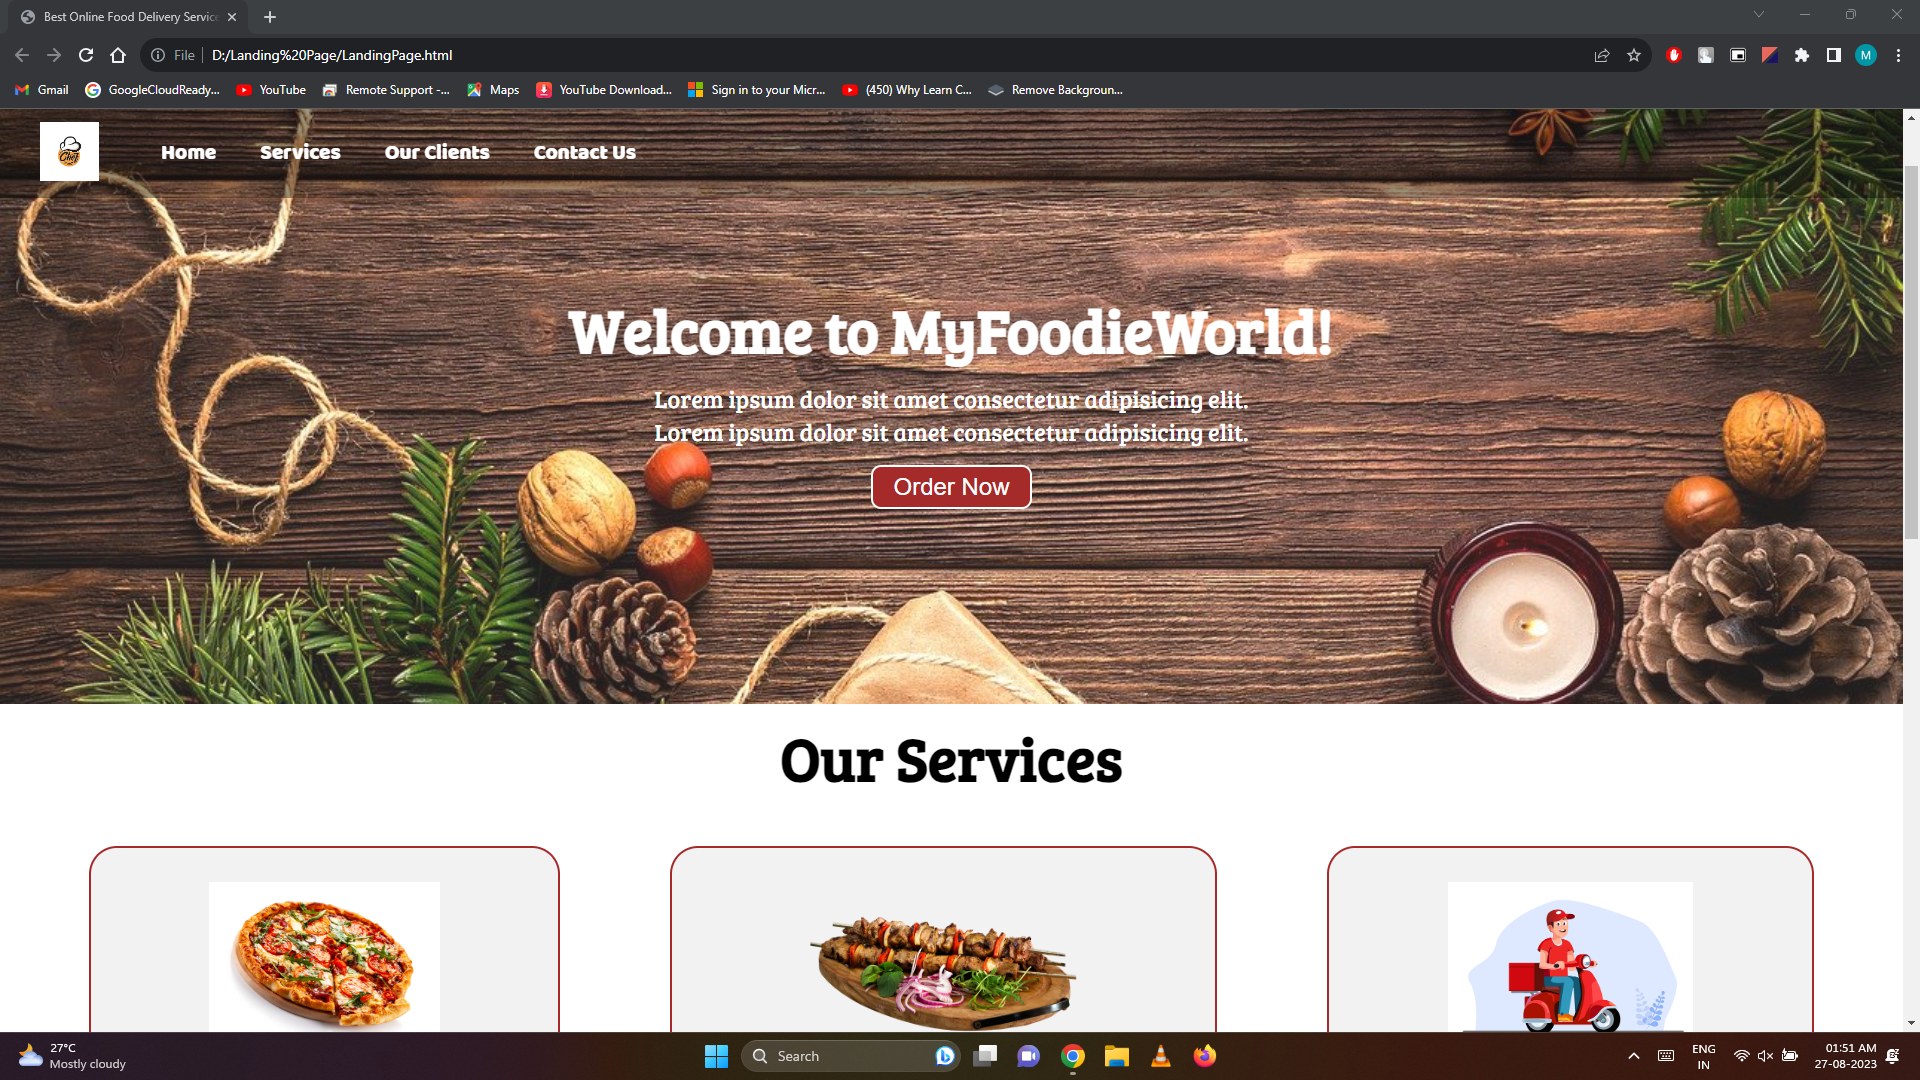 Best Online Food Delivery Service
File
D:/Landing%20Page/LandingPage.html
M
Gmail
GoogleCloudReady...
YouTube
Remote Support -...
Maps
YouTube Download...
Sign in to your Micr...
(450) Why Learn C...
Remove Backgroun...
Chef
Home
Services
Our Clients
Contact Us
Welcome to MyFoodieWorld!
Lorem ipsum dolor sit amet consectetur adipisicing elit.
Lorem ipsum dolor sit amet consectetur adipisicing elit.
Order Now
Our Services
27°C
Mostly cloudy
Search
ENG
IN
01:51 AM
27-08-2023